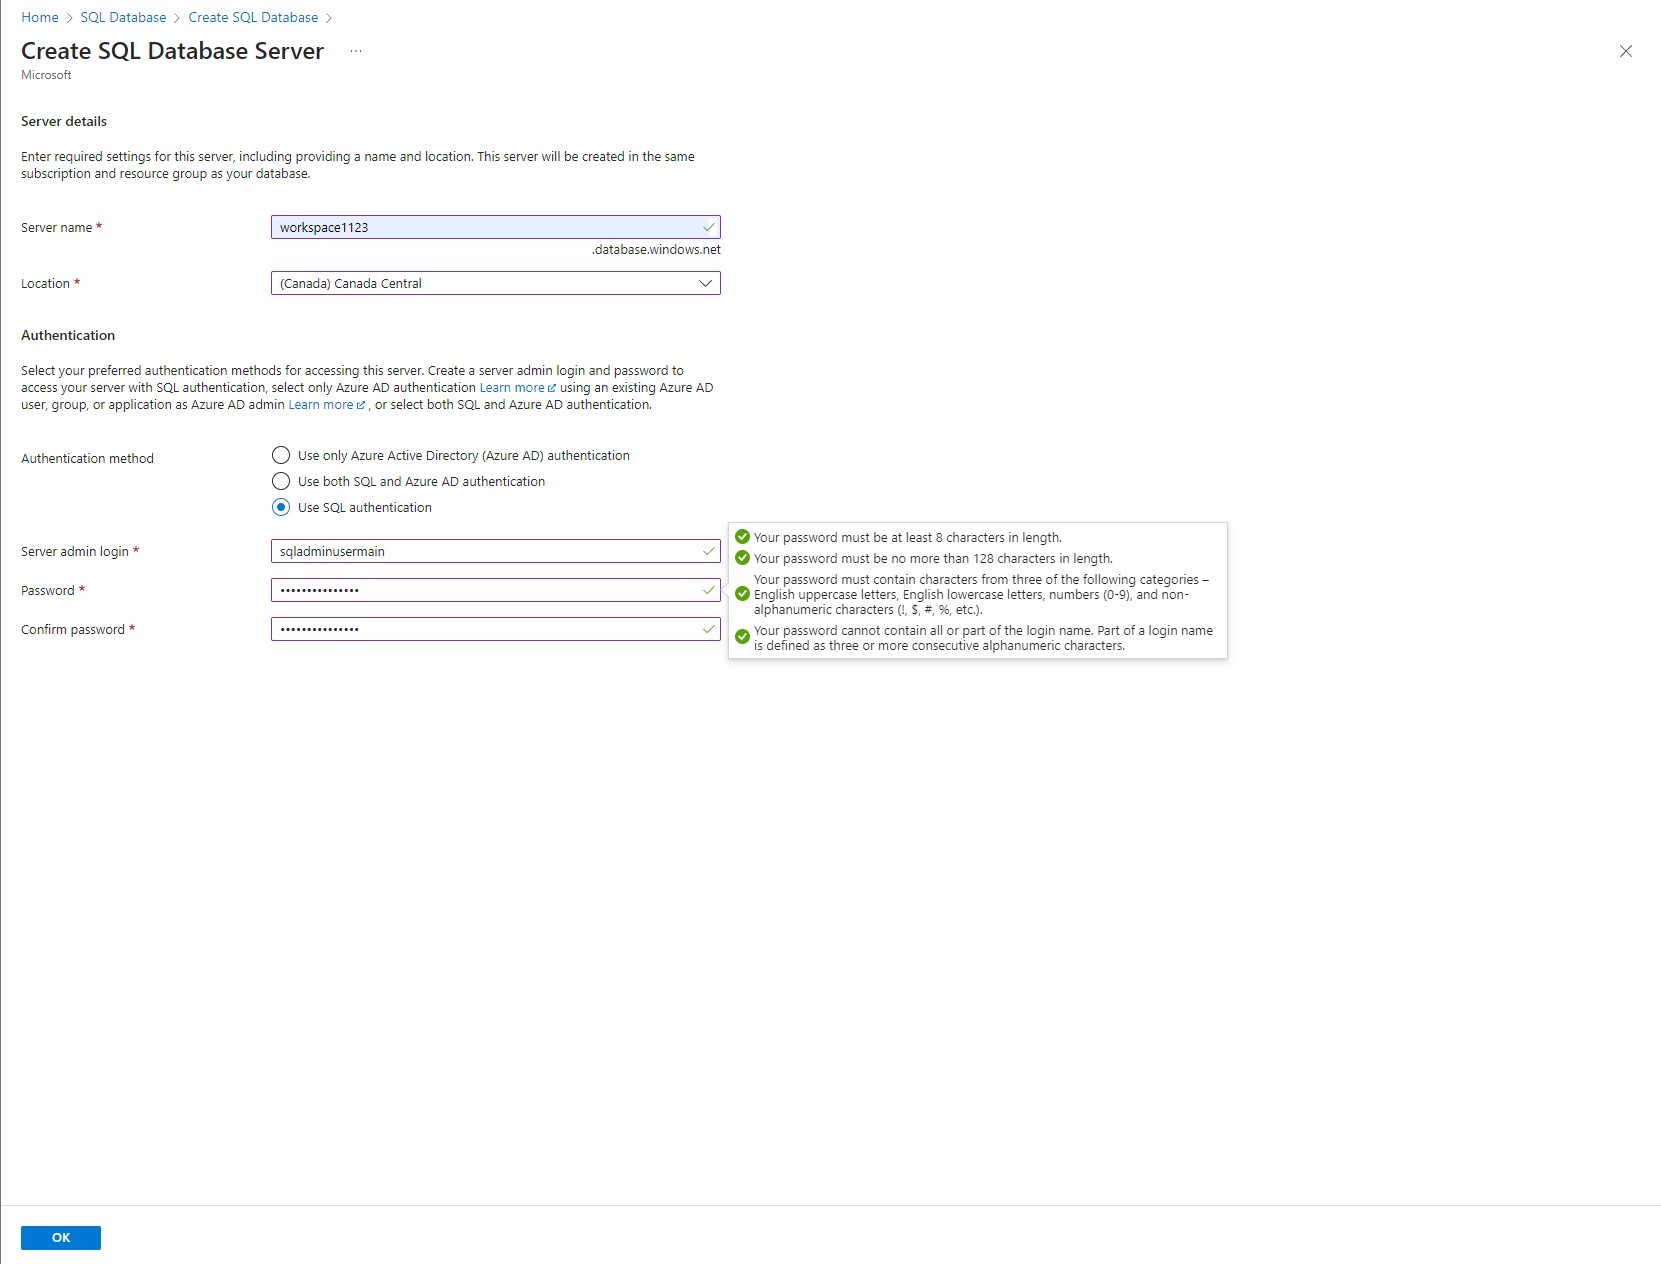 Home > SQL Database > Create SQL Database >
Create SQL Database Server ...
Microsoft
Server details
Enter required settings for this server, including providing a name and location. This server will be created in the same
subscription and resource group as your database.
Server name *
workspace1123
.database.windows.net
Location *
(Canada) Canada Central
Authentication
Select your preferred authentication methods for accessing this server. Create a server admin login and password to
access your server with SQL authentication, select only Azure AD authentication Learn more using an existing Azure AD
user, group, or application as Azure AD admin Learn more , or select both SQL and Azure AD authentication.
Authentication method
Use only Azure Active Directory (Azure AD) authentication
Use both SQL and Azure AD authentication
Use SQL authentication
Server admin login *
sqladminusermain
Password *
•••••••••••••••
Confirm password *
•••••••••••••••
Your password must be at least 8 characters in length.
Your password must be no more than 128 characters in length.
Your password must contain characters from three of the following categories –
English uppercase letters, English lowercase letters, numbers (0-9), and non-
alphanumeric characters (!, $, #, %, etc.).
Your password cannot contain all or part of the login name. Part of a login name
is defined as three or more consecutive alphanumeric characters.
OK